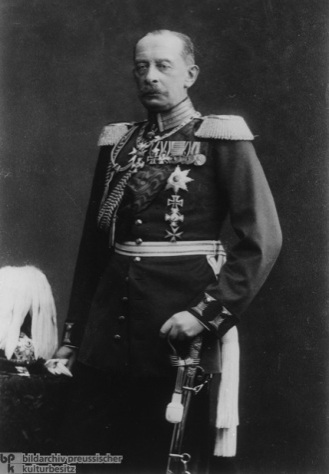 bpk bildarchiv preussischer
kulturbesitz